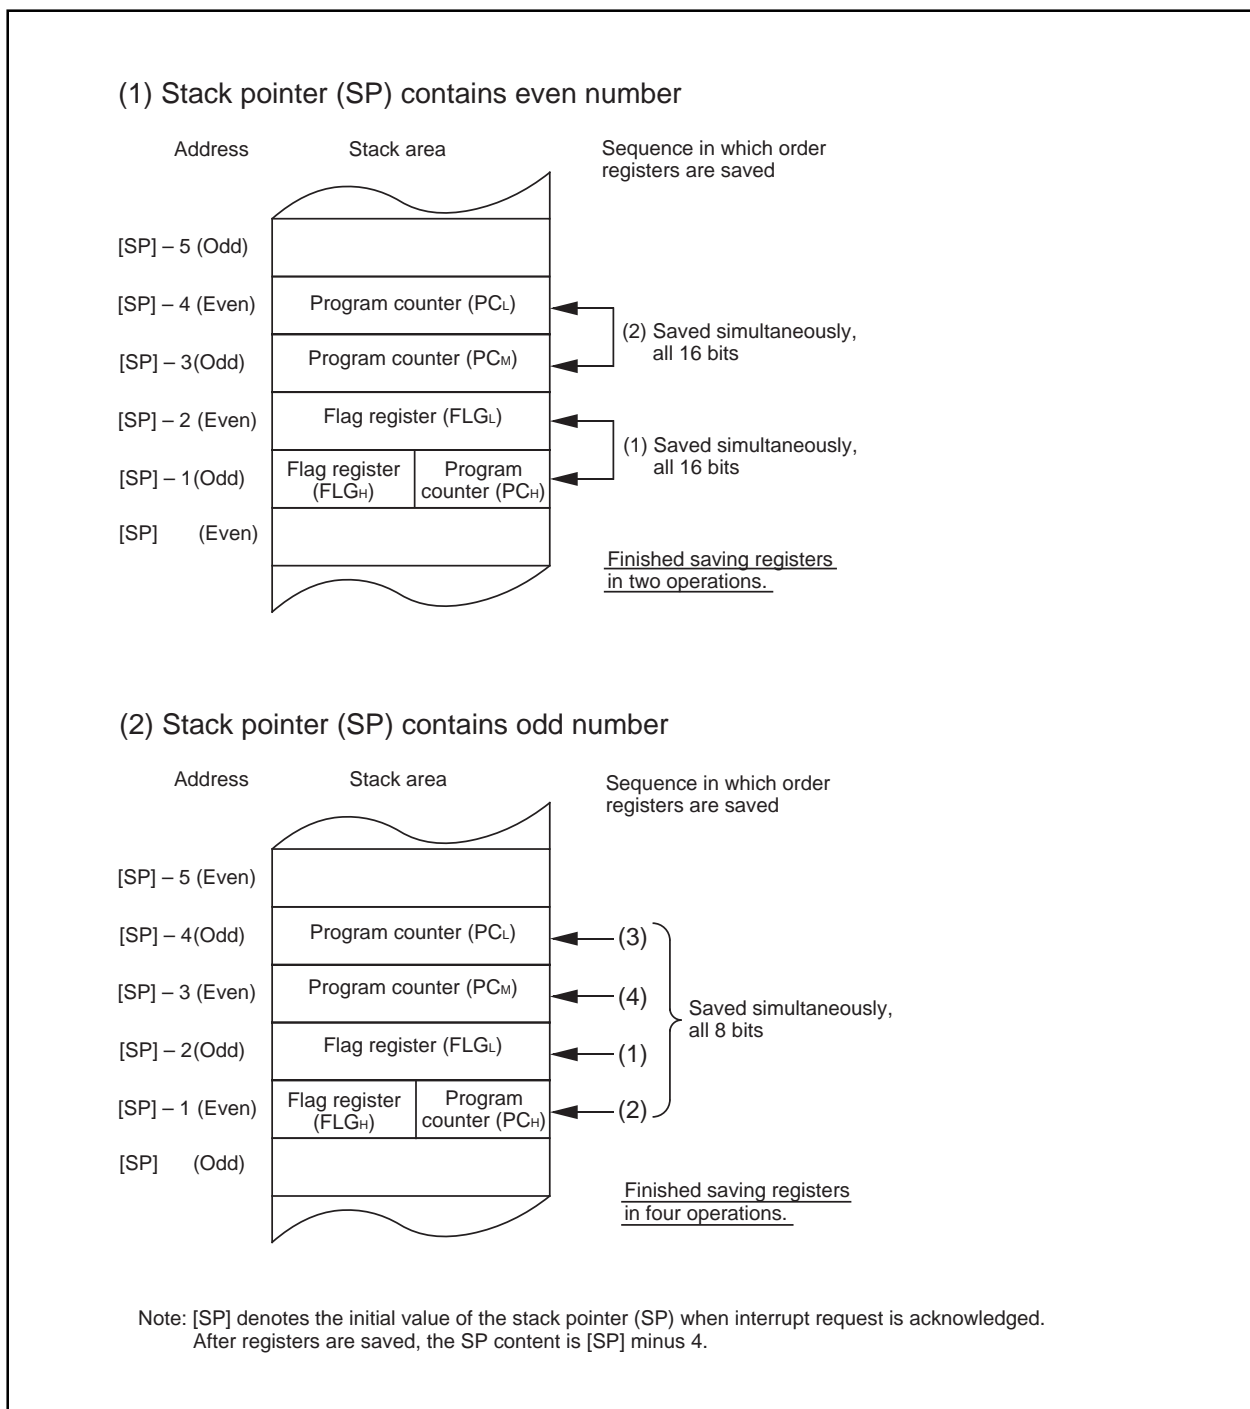 (1) Stack pointer (SP) contains even number
Address Stack area Sequence in which order
registers are saved
[SP] – 5 (Odd)
[SP] – 4 (Even) Program counter (PCL)
(2) Saved simultaneously,
all 16 bits
[SP] – 3(Odd) Program counter (PCM)
[SP] – 2 (Even) Flag register (FLGL)
(1) Saved simultaneously,
all 16 bits
[SP] – 1(Odd) Flag register
(FLGH)
Program
counter (PCH)
[SP] (Even)
Finished saving registers
in two operations.
(2) Stack pointer (SP) contains odd number
Address Stack area Sequence in which order
registers are saved
[SP] – 5 (Even)
[SP] – 4(Odd) Program counter (PCL) (3)
[SP] – 3 (Even) Program counter (PCM) (4)
Saved simultaneously,
all 8 bits
[SP] – 2(Odd) Flag register (FLGL) (1)
[SP] – 1 (Even) Flag register
(FLGH)
Program
counter (PCH)
(2)
[SP] (Odd)
Finished saving registers
in four operations.
Note: [SP] denotes the initial value of the stack pointer (SP) when interrupt request is acknowledged.
After registers are saved, the SP content is [SP] minus 4.